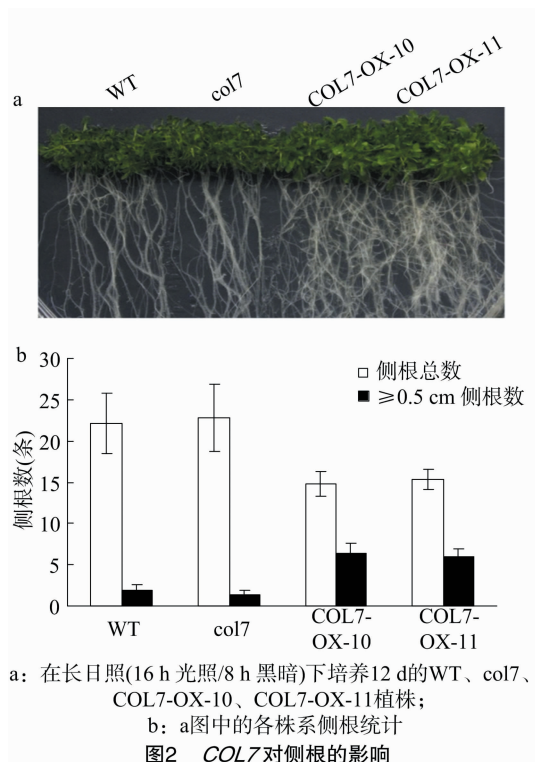 a
WT
col7
COL7-OX-10
COL7-OX-11
b
30
25
20
15
10
5
0
侧根数(条)
侧根总数
≥0.5 cm 侧根数
WT
col7
COL7-
OX-10
COL7-
OX-11
a：在长日照(16 h 光照/8 h 黑暗)下培养12 d的WT、col7、
COL7-OX-10、COL7-OX-11植株；
b：a图中的各株系侧根统计
图2 COL7对侧根的影响